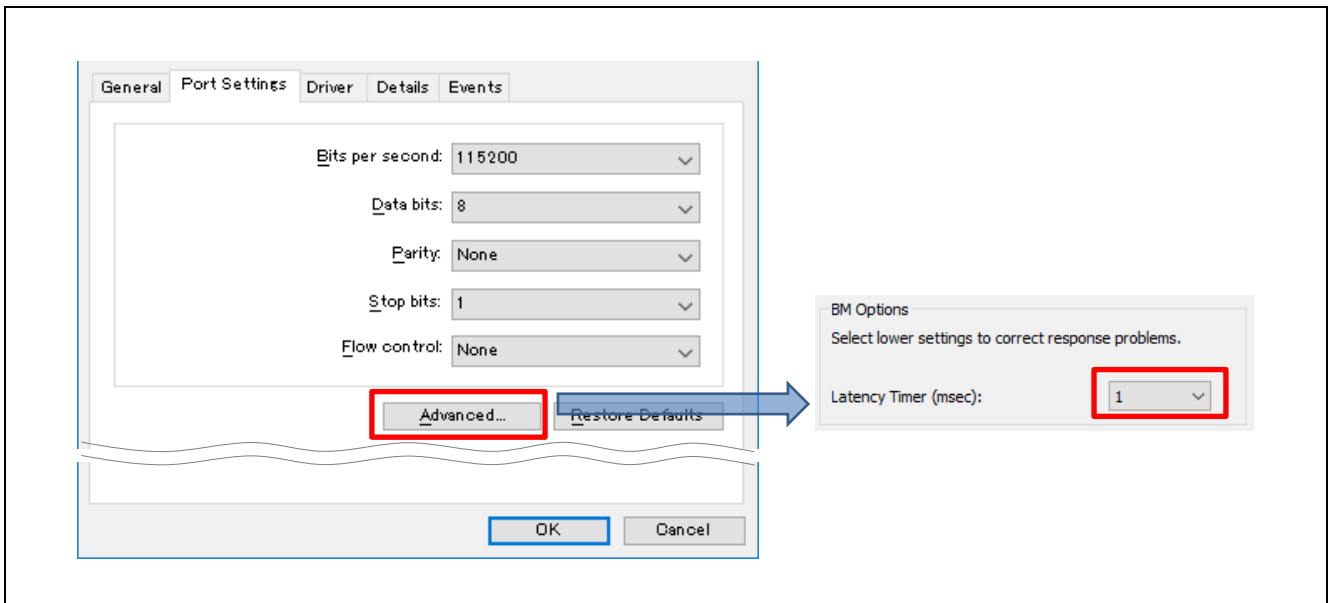 General Port Settings Driver Details Events
Bits per second: 115200
Data bits: 8
Parity: None
Stop bits: 1
Flow control: None
Advanced... Restore Defaults
OK Cancel
BM Options
Select lower settings to correct response problems.
Latency Timer (msec): 1